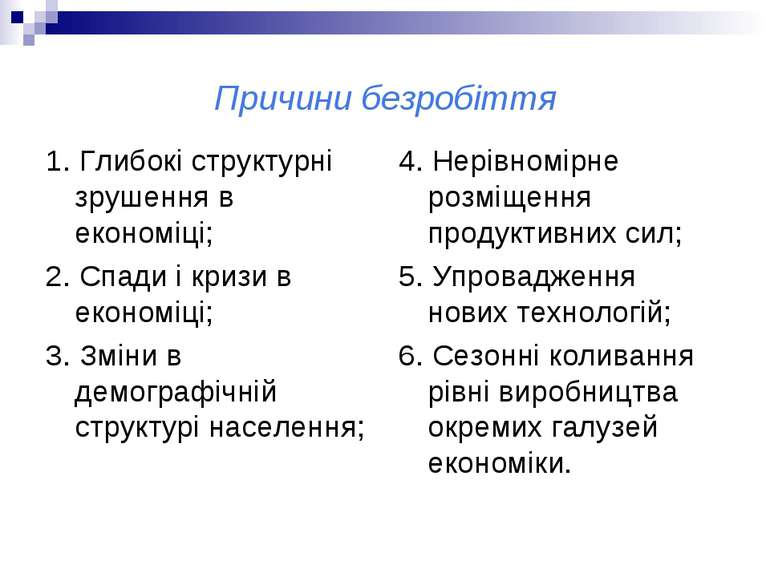 Причини безробіття
1. Глибокі структурні
зрушення в
економіці;
2. Спади і кризи в
економіці;
3. Зміни в
демографічній
структурі населення;
4. Нерівномірне
розміщення
продуктивних сил;
5. Упровадження
нових технологій;
6. Сезонні коливання
рівні виробництва
окремих галузей
економіки.